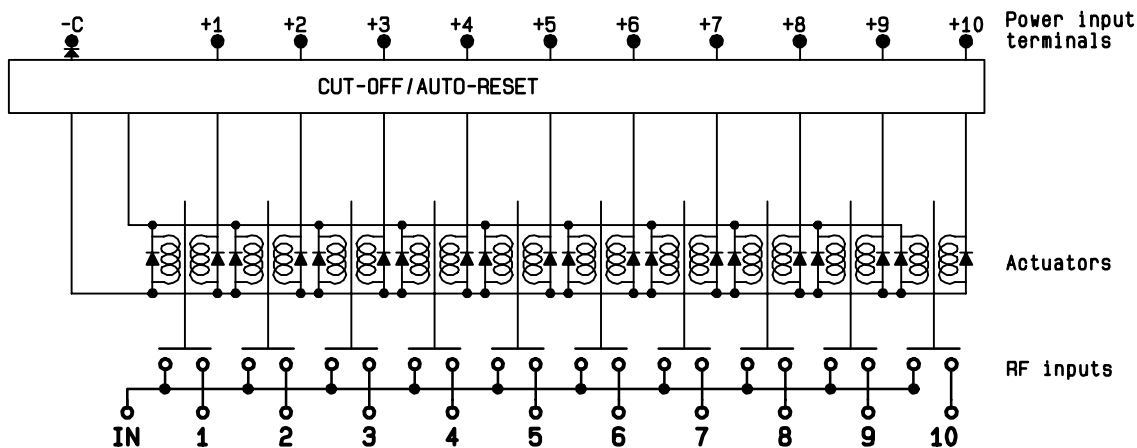 -C +1 +2 +3 +4 +5 +6 +7 +8 +9 +10 Power input
terminals
CUT-OFF/AUTO-RESET
Actuators
RF inputs
IN 1 2 3 4 5 6 7 8 9 10